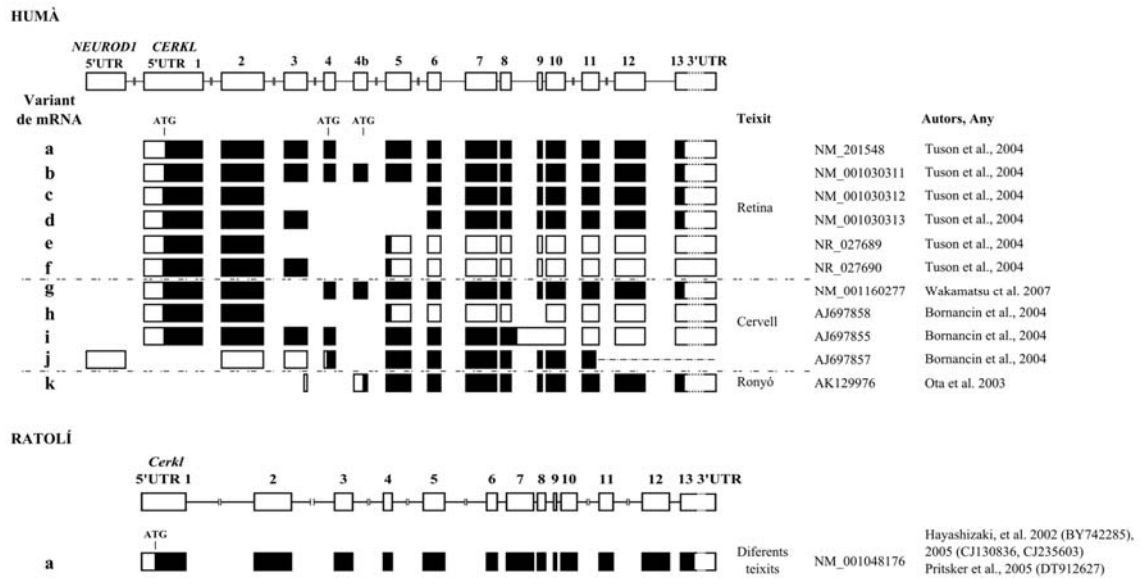 HUMÀ
NEUROD1 CERKL
5'UTR 5'UTR 1 2 3 4 4b 5 6 7 8 9 10 11 12 13 3'UTR
Variant de mRNA Teixit Autors, Any
ATG ATG ATG
a NM_201548 Tuson et al., 2004
b NM_001030311 Tuson et al., 2004
c NM_001030312 Tuson et al., 2004
Retina
d NM_001030313 Tuson et al., 2004
e NR_027689 Tuson et al., 2004
f NR_027690 Tuson et al., 2004
g NM_001160277 Wakamatsu ct al. 2007
h AJ697858 Bornancin et al., 2004
Cervell
i AJ697855 Bornancin et al., 2004
j AJ697857 Bornancin et al., 2004
k Ronyó AK129976 Ota et al. 2003
RATOLÍ
Cerkl
5'UTR 1 2 3 4 5 6 7 8 9 10 11 12 13 3'UTR
ATG
a Diferents teixits NM_001048176
Hayashizaki, et al. 2002 (BY742285),
2005 (CJ130836, CJ235603)
Pritsker et al., 2005 (DT912627)